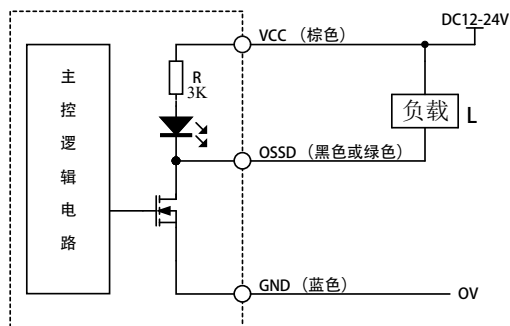 主控逻辑电路
R
3K
VCC（棕色）
DC12-24V
负载
L
OSSD（黑色或绿色）
GND（蓝色）
0V